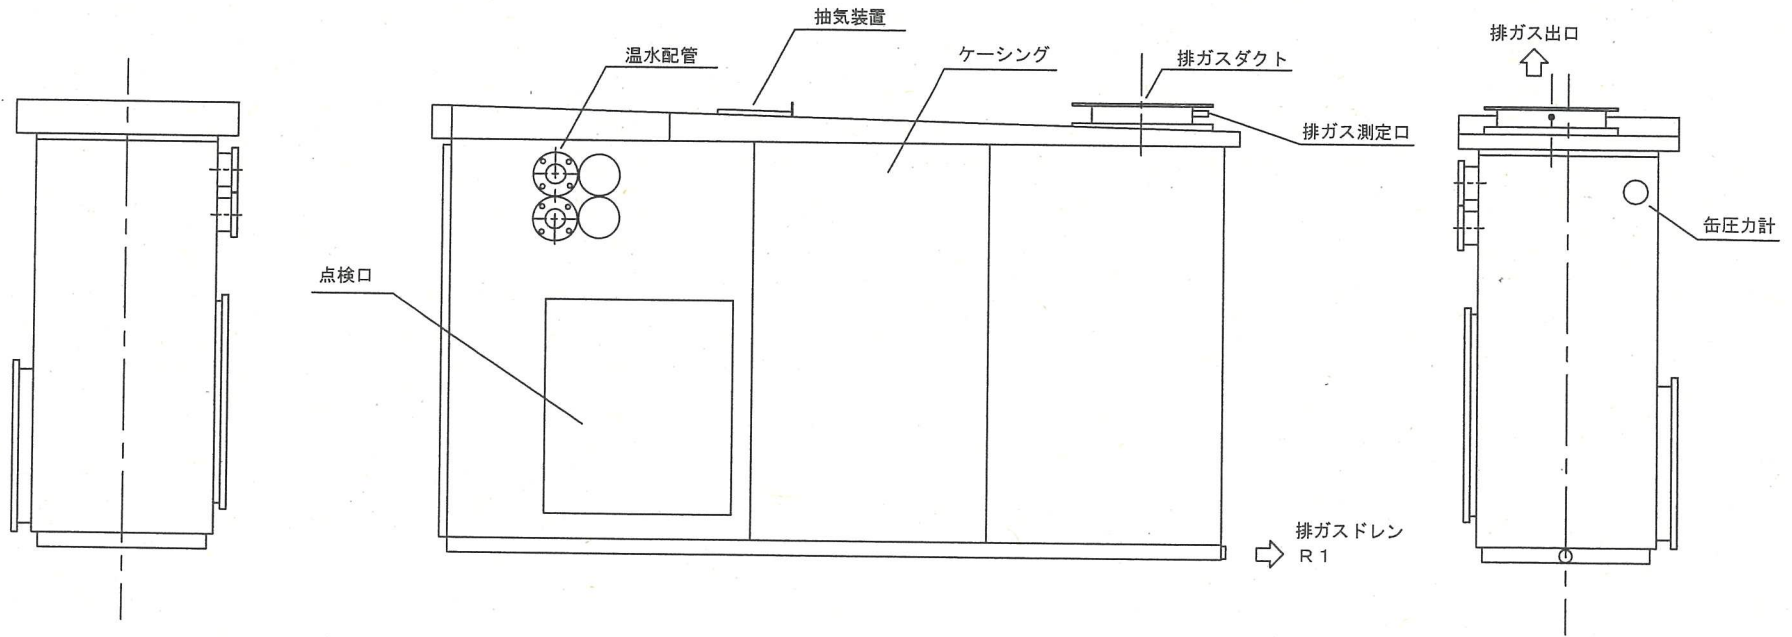 抽気装置
温水配管
ケーシング
排ガスダクト
排ガス出口
排ガス測定口
缶圧力計
点検口
排ガスドレン
R1